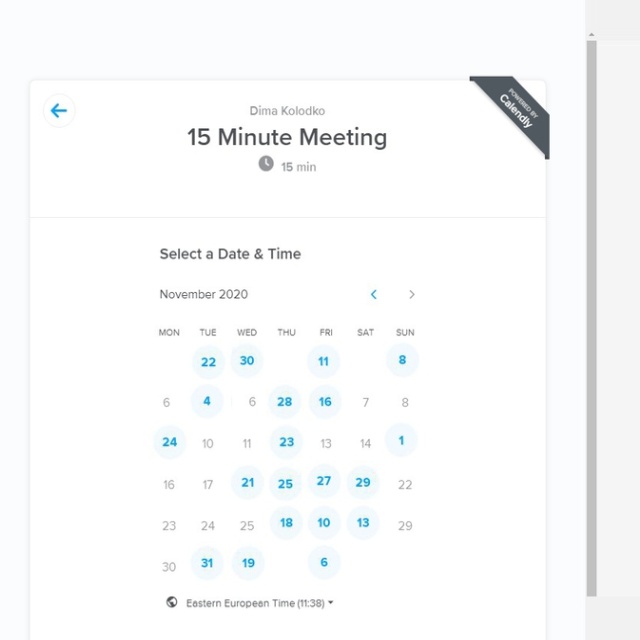 POWERED BY
Calendly
Dima Kolodko
15 Minute Meeting
15 min
Select a Date & Time
November 2020
MON TUE WED THU FRI SAT SUN
22 30 11 8
6 4 6 28 16 7 8
24 10 11 23 13 14 1
16 17 21 25 27 29 22
23 24 25 18 10 13 29
30 31 19 6
Eastern European Time (11:38)